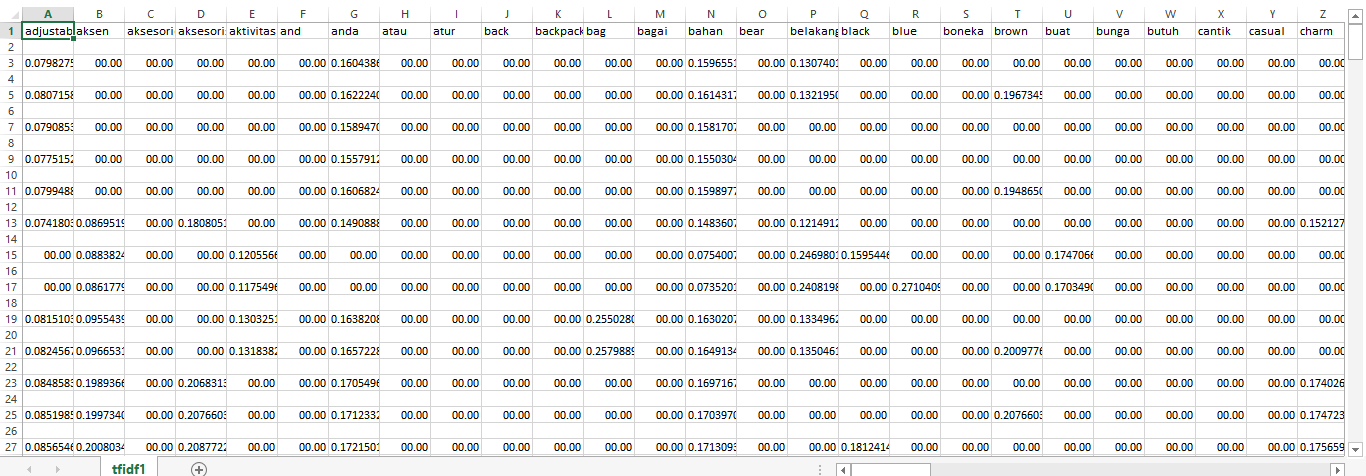 A B C D E F G H I J K L M N O P Q R S T U V W X Y Z
1 adjustab aksen aksesori aksesori aktivitas and anda atau atur back backpack bag bagai bahan bear belakang black blue boneka brown buat bunga butuh cantik casual charm
2
3 0.0798275 00.00 00.00 00.00 00.00 00.00 0.1604386 00.00 00.00 00.00 00.00 00.00 00.00 0.1596551 00.00 0.1307401 00.00 00.00 00.00 00.00 00.00 00.00 00.00 00.00 00.00 00.00
4
5 0.0807158 00.00 00.00 00.00 00.00 00.00 0.1622240 00.00 00.00 00.00 00.00 00.00 00.00 0.1614317 00.00 0.1321950 00.00 00.00 00.00 0.1967345 00.00 00.00 00.00 00.00 00.00 00.00
6
7 0.0790853 00.00 00.00 00.00 00.00 00.00 0.1589470 00.00 00.00 00.00 00.00 00.00 00.00 0.1581707 00.00 00.00 00.00 00.00 00.00 00.00 00.00 00.00 00.00 00.00 00.00 00.00
8
9 0.0775152 00.00 00.00 00.00 00.00 00.00 0.1557912 00.00 00.00 00.00 00.00 00.00 00.00 0.1550304 00.00 00.00 00.00 00.00 00.00 00.00 00.00 00.00 00.00 00.00 00.00 00.00
10
11 0.0799488 00.00 00.00 00.00 00.00 00.00 0.1606824 00.00 00.00 00.00 00.00 00.00 00.00 0.1598977 00.00 00.00 00.00 00.00 00.00 0.1948650 00.00 00.00 00.00 00.00 00.00 00.00
12
13 0.0741803 0.0869519 00.00 0.1808051 00.00 00.00 0.1490888 00.00 00.00 00.00 00.00 00.00 00.00 0.1483607 00.00 0.1214912 00.00 00.00 00.00 00.00 00.00 00.00 00.00 00.00 00.00 0.152127
14
15 00.00 0.0883824 00.00 00.00 0.1205566 00.00 00.00 00.00 00.00 00.00 00.00 00.00 00.00 0.0754007 00.00 0.2469801 0.1595446 00.00 00.00 00.00 0.1747066 00.00 00.00 00.00 00.00 00.00
16
17 00.00 0.0861779 00.00 00.00 0.1175496 00.00 00.00 00.00 00.00 00.00 00.00 00.00 00.00 0.0735201 00.00 0.2408198 00.00 0.2710409 00.00 00.00 0.1703490 00.00 00.00 00.00 00.00 00.00
18
19 0.0815103 0.0955439 00.00 00.00 0.1303251 00.00 0.1638208 00.00 00.00 00.00 00.00 0.2550280 00.00 0.1630207 00.00 0.1334962 00.00 00.00 00.00 00.00 00.00 00.00 00.00 00.00 00.00 00.00
20
21 0.0824567 0.0966531 00.00 00.00 0.1318382 00.00 0.1657228 00.00 00.00 00.00 00.00 0.2579889 00.00 0.1649134 00.00 0.1350461 00.00 00.00 00.00 0.2009776 00.00 00.00 00.00 00.00 00.00 00.00
22
23 0.0848583 0.1989366 00.00 0.2068313 00.00 00.00 0.1705496 00.00 00.00 00.00 00.00 00.00 00.00 0.1697167 00.00 00.00 00.00 00.00 00.00 00.00 00.00 00.00 00.00 00.00 00.00 0.174026
24
25 0.0851985 0.1997340 00.00 0.2076603 00.00 00.00 0.1712332 00.00 00.00 00.00 00.00 00.00 00.00 0.1703970 00.00 00.00 00.00 00.00 00.00 0.2076603 00.00 00.00 00.00 00.00 00.00 0.174723
26
27 0.0856546 0.2008034 00.00 0.2087722 00.00 00.00 0.1721501 00.00 00.00 00.00 00.00 00.00 00.00 0.1713093 00.00 00.00 0.1812414 00.00 00.00 00.00 00.00 00.00 00.00 00.00 00.00 0.175659
tfidf1